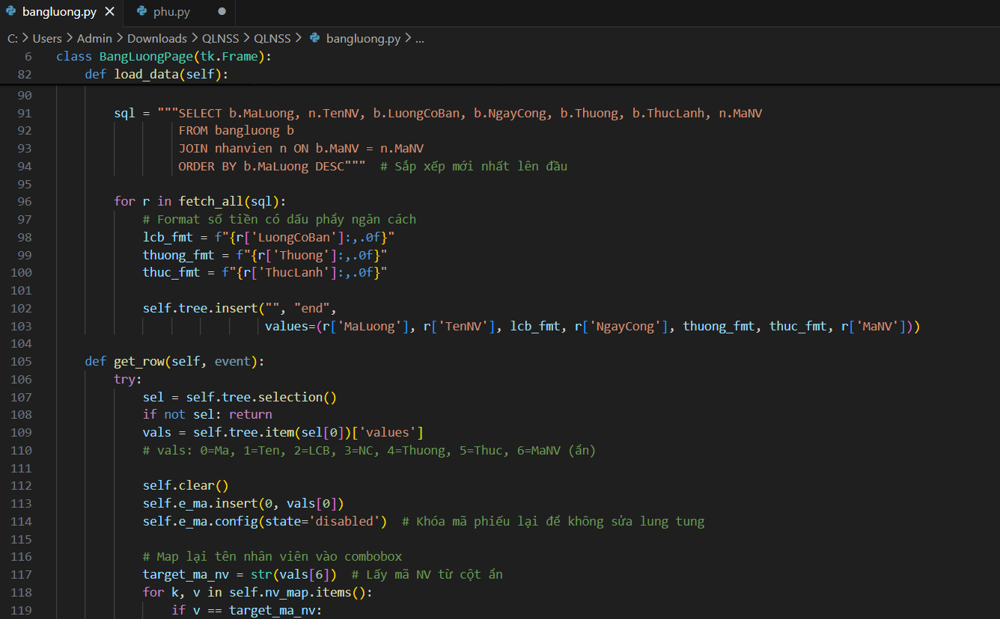 bangluong.py
phu.py
C: > Users > Admin > Downloads > QLNSS > QLNSS > bangluong.py > ...
6 class BangLuongPage(tk.Frame):
82 def load_data(self):
90
91 sql = """SELECT b.MaLuong, n.TenNV, b.LuongCoBan, b.NgayCong, b.Thuong, b.ThucLanh, n.MaNV
92 FROM bangluong b
93 JOIN nhanvien n ON b.MaNV = n.MaNV
94 ORDER BY b.MaLuong DESC""" # Sắp xếp mới nhất lên đầu
95
96 for r in fetch_all(sql):
97 # Format số tiền có dấu phẩy ngăn cách
98 lcb_fmt = f"{r['LuongCoBan']:,.0f}"
99 thuong_fmt = f"{r['Thuong']:,.0f}"
100 thuc_fmt = f"{r['ThucLanh']:,.0f}"
101
102 self.tree.insert("", "end",
103 values=(r['MaLuong'], r['TenNV'], lcb_fmt, r['NgayCong'], thuong_fmt, thuc_fmt, r['MaNV']))
104
105 def get_row(self, event):
106 try:
107 sel = self.tree.selection()
108 if not sel: return
109 vals = self.tree.item(sel[0])['values']
110 # vals: 0=Ma, 1=Ten, 2=LCB, 3=NC, 4=Thuong, 5=Thuc, 6=MaNV (ẩn)
111
112 self.clear()
113 self.e_ma.insert(0, vals[0])
114 self.e_ma.config(state='disabled') # Khóa mã phiếu lại để không sửa lung tung
115
116 # Map lại tên nhân viên vào combobox
117 target_ma_nv = str(vals[6]) # Lấy mã NV từ cột ẩn
118 for k, v in self.nv_map.items():
119 if v == target_ma_nv: